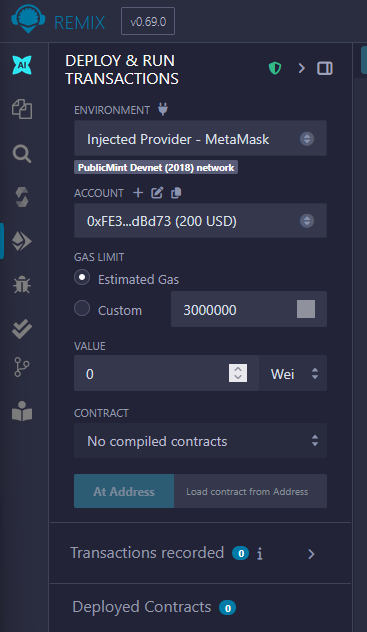 REMIX
v0.69.0
AI
DEPLOY & RUN
TRANSACTIONS
ENVIRONMENT
Injected Provider - MetaMask
PublicMint Devnet (2018) network
ACCOUNT
0xFE3...dBd73 (200 USD)
GAS LIMIT
Estimated Gas
Custom
3000000
VALUE
0
Wei
CONTRACT
No compiled contracts
At Address
Load contract from Address
Transactions recorded 0 i
Deployed Contracts 0